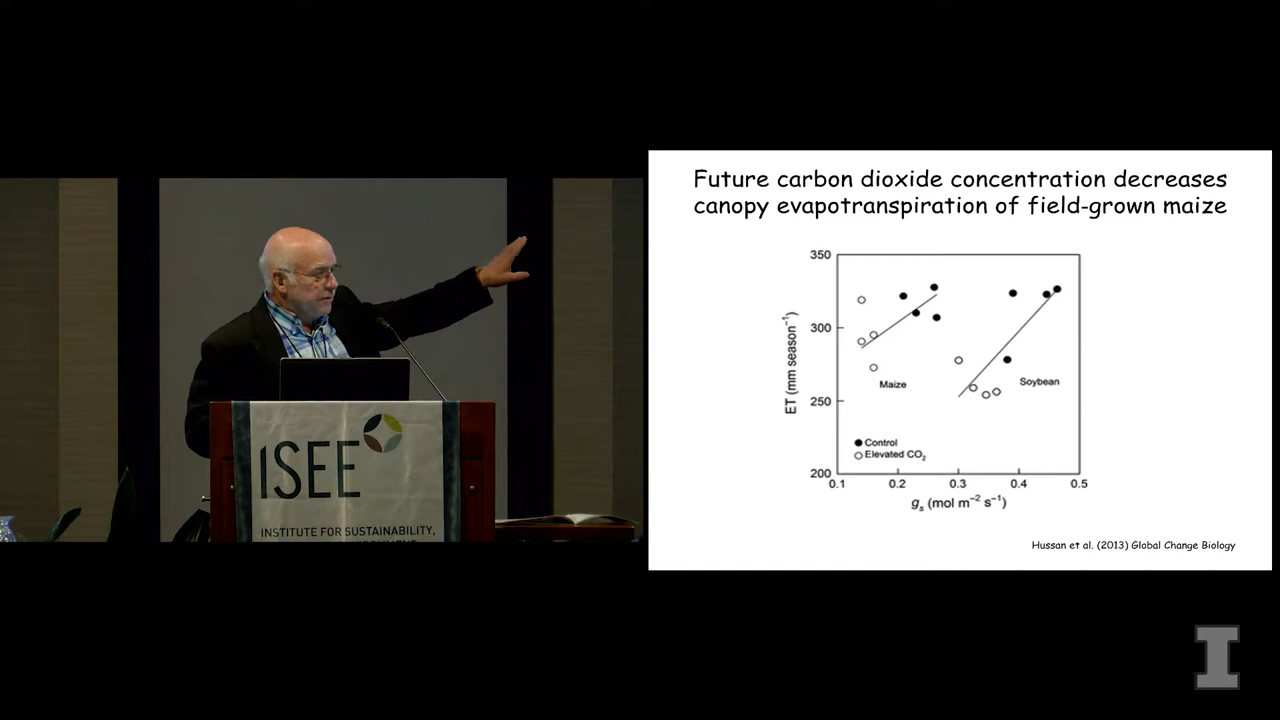 ISEE
INSTITUTE FOR SUSTAINABILITY,
Future carbon dioxide concentration decreases
canopy evapotranspiration of field-grown maize
350
300
250
200
ET (mm season⁻¹)
Maize
Soybean
Control
Elevated CO₂
0.1 0.2 0.3 0.4 0.5
gₛ (mol m⁻² s⁻¹)
Hussan et al. (2013) Global Change Biology
I